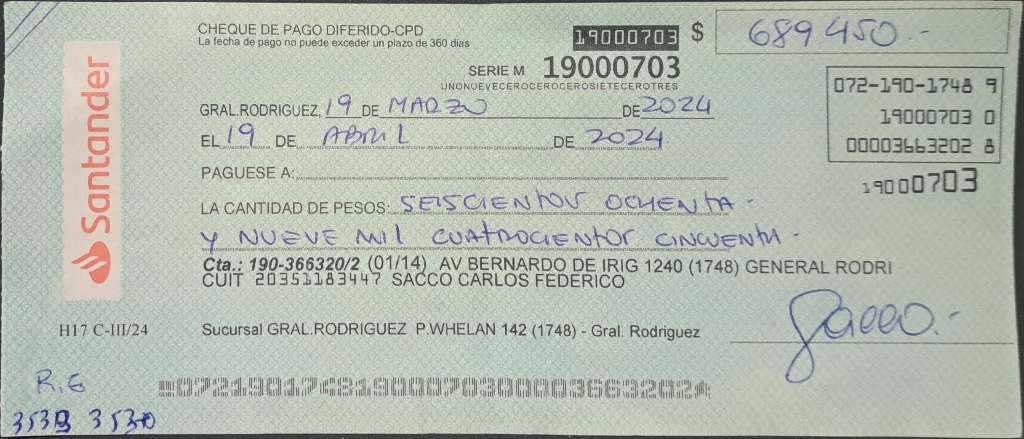 CHEQUE DE PAGO DIFERIDO-CPD
La fecha de pago no puede exceder un plazo de 360 días
19000703 $ 689.450.-
SERIE M 19000703
UNONUEVECEROCEROCEROSIETECEROTRES
072-190-1748 9
19000703 0
00003663202 8
19000703
GRAL.RODRIGUEZ, 19 DE MARZO DE 2024
EL 19 DE ABRIL DE 2024.
PAGUESE A:
LA CANTIDAD DE PESOS: SEISCIENTOS OCHENTA -
Y NUEVE MIL CUATROCIENTOS CINCUENTA -
Cta.: 190-366320/2 (01/14) AV BERNARDO DE IRIG 1240 (1748) GENERAL RODRI
CUIT 20351183447 SACCO CARLOS FEDERICO
Santander
H17 C-III/24
Sucursal GRAL.RODRIGUEZ P.WHELAN 142 (1748) - Gral. Rodriguez
Sacco.-
R.G
3530